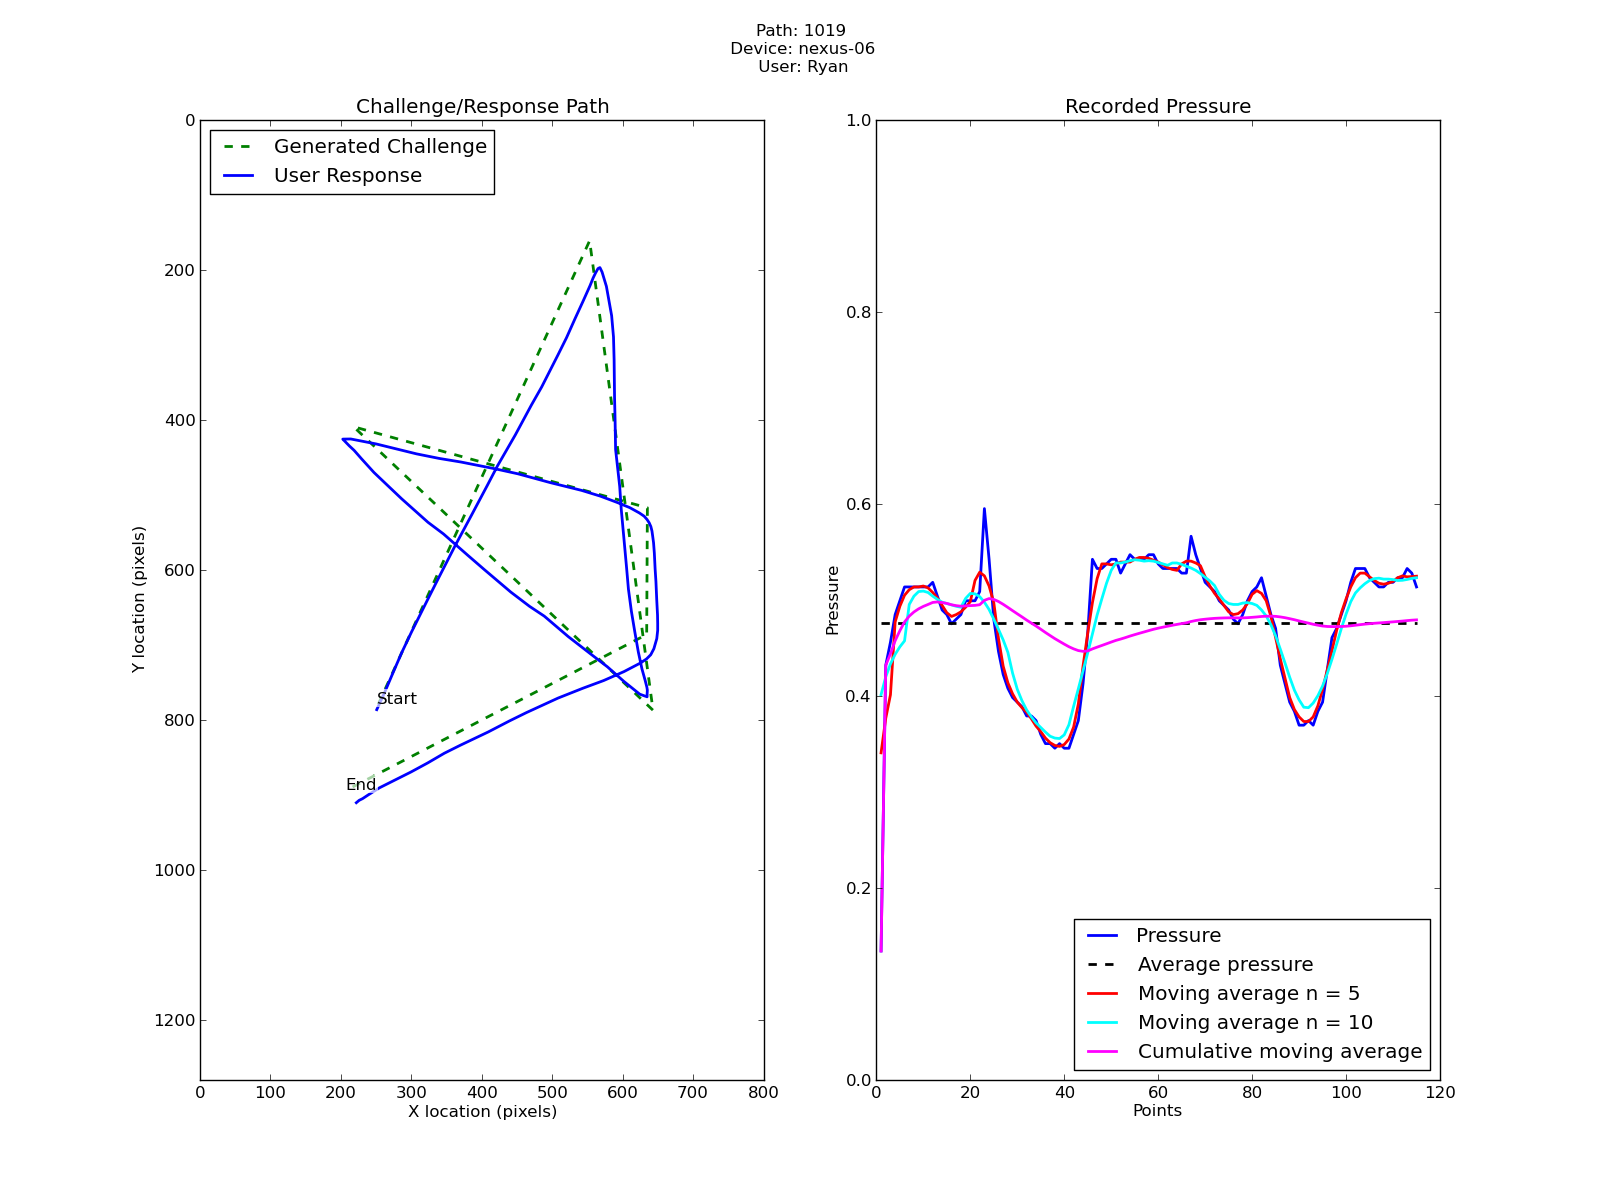 Path: 1019
Device: nexus-06
User: Ryan
Challenge/Response Path
Generated Challenge
User Response
0
200
400
600
800
1000
1200
Y location (pixels)
Start
End
0 100 200 300 400 500 600 700 800
X location (pixels)
Recorded Pressure
1.0
0.8
0.6
0.4
0.2
0.0
Pressure
Pressure
Average pressure
Moving average n = 5
Moving average n = 10
Cumulative moving average
0 20 40 60 80 100 120
Points